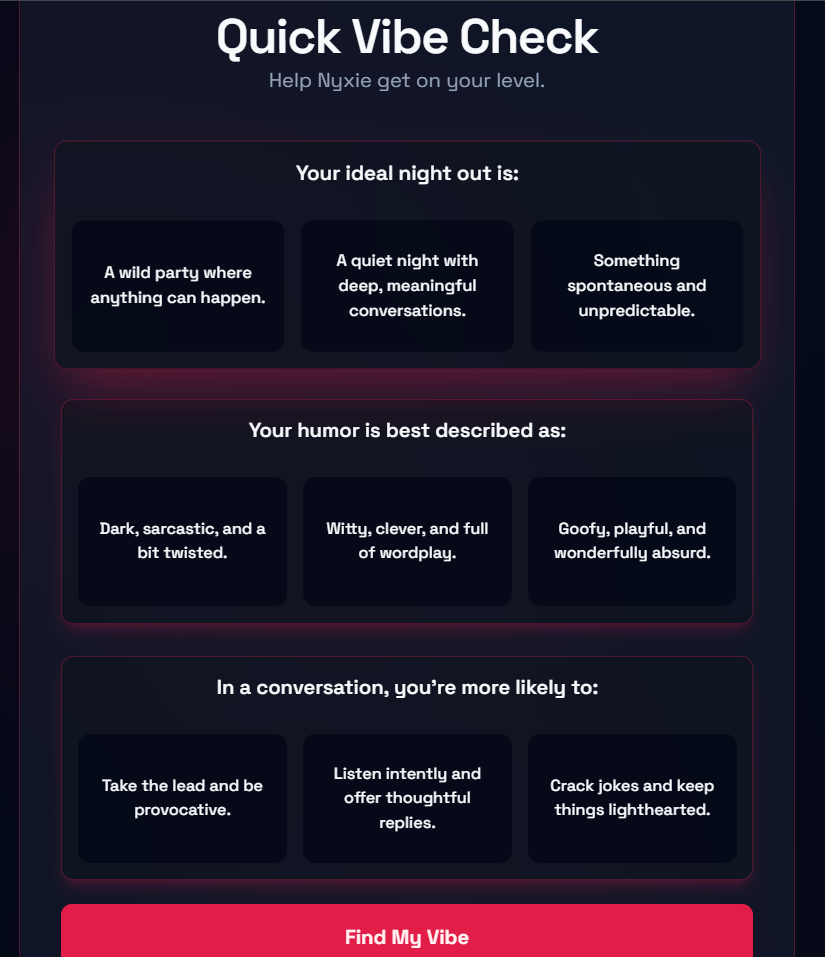 Quick Vibe Check
Help Nyxie get on your level.
Your ideal night out is:
A wild party where
anything can happen.
A quiet night with
deep, meaningful
conversations.
Something
spontaneous and
unpredictable.
Your humor is best described as:
Dark, sarcastic, and a
bit twisted.
Witty, clever, and full
of wordplay.
Goofy, playful, and
wonderfully absurd.
In a conversation, you're more likely to:
Take the lead and be
provocative.
Listen intently and
offer thoughtful
replies.
Crack jokes and keep
things lighthearted.
Find My Vibe